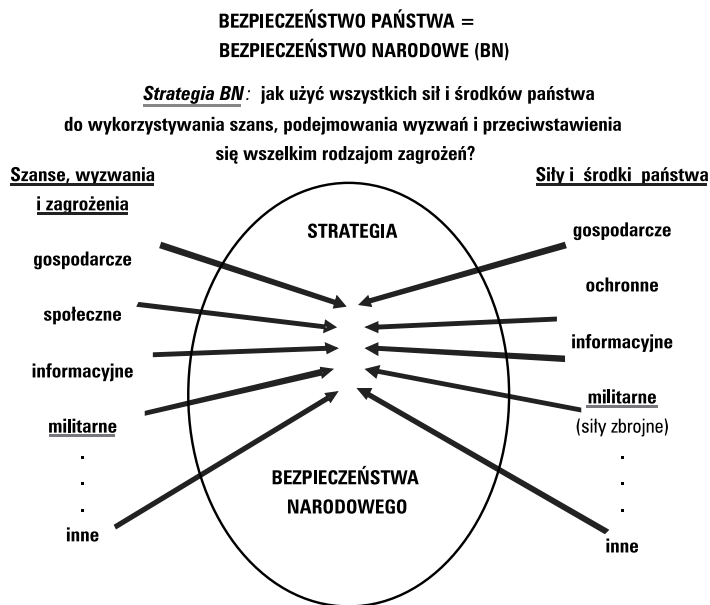 BEZPIECZEŃSTWO PAŃSTWA =
BEZPIECZEŃSTWO NARODOWE (BN)
Strategia BN: jak użyć wszystkich sił i środków państwa
do wykorzystywania szans, podejmowania wyzwań i przeciwstawienia
się wszelkim rodzajom zagrożeń?
Szanse, wyzwania
i zagrożenia
gospodarcze
społeczne
informacyjne
militarne
.
.
.
inne
STRATEGIA
BEZPIECZEŃSTWA
NARODOWEGO
Siły i środki państwa
gospodarcze
ochronne
informacyjne
militarne
(siły zbrojne)
.
.
.
inne